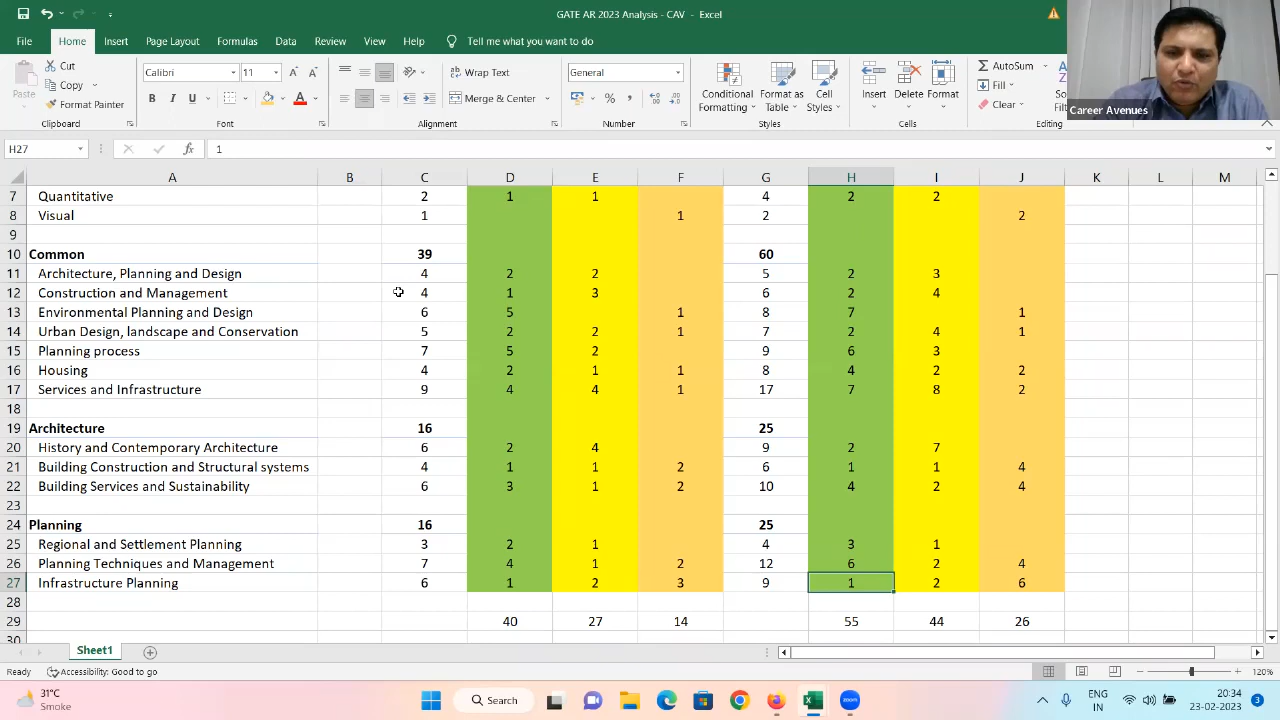 GATE AR 2023 Analysis - CAV - Excel
File Home Insert Page Layout Formulas Data Review View Help Tell me what you want to do
Cut
Copy
Format Painter
Paste
Clipboard
Calibri 11
B I U
Font
Wrap Text
Merge & Center
Alignment
General
Number
Conditional Formatting
Format as Table
Cell Styles
Styles
Insert Delete Format
Cells
AutoSum
Fill
Clear
Editing
Career Avenues
H27 fx 1
A B C D E F G H I J K L M
7 Quantitative 2 1 1 4 2 2
8 Visual 1 1 2 2
9
10 Common 39 60
11 Architecture, Planning and Design 4 2 2 5 2 3
12 Construction and Management 4 1 3 6 2 4
13 Environmental Planning and Design 6 5 1 8 7 1
14 Urban Design, landscape and Conservation 5 2 2 1 7 2 4 1
15 Planning process 7 5 2 9 6 3
16 Housing 4 2 1 1 8 4 2 2
17 Services and Infrastructure 9 4 4 1 17 7 8 2
18
19 Architecture 16 25
20 History and Contemporary Architecture 6 2 4 9 2 7
21 Building Construction and Structural systems 4 1 1 2 6 1 1 4
22 Building Services and Sustainability 6 3 1 2 10 4 2 4
23
24 Planning 16 25
25 Regional and Settlement Planning 3 2 1 4 3 1
26 Planning Techniques and Management 7 4 1 2 12 6 2 4
27 Infrastructure Planning 6 1 2 3 9 1 2 6
28
29 40 27 14 55 44 26
30
Sheet1
Ready Accessibility: Good to go 120%
31°C
Smoke
Search
ENG
IN
20:34
23-02-2023
3